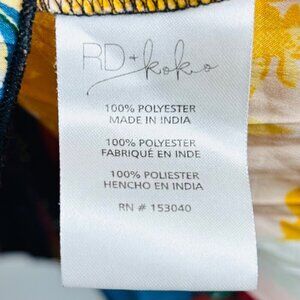 RD + koko
100% POLYESTER
MADE IN INDIA
100% POLYESTER
FABRIQUÉ EN INDE
100% POLIESTER
HENCHO EN INDIA
RN # 153040